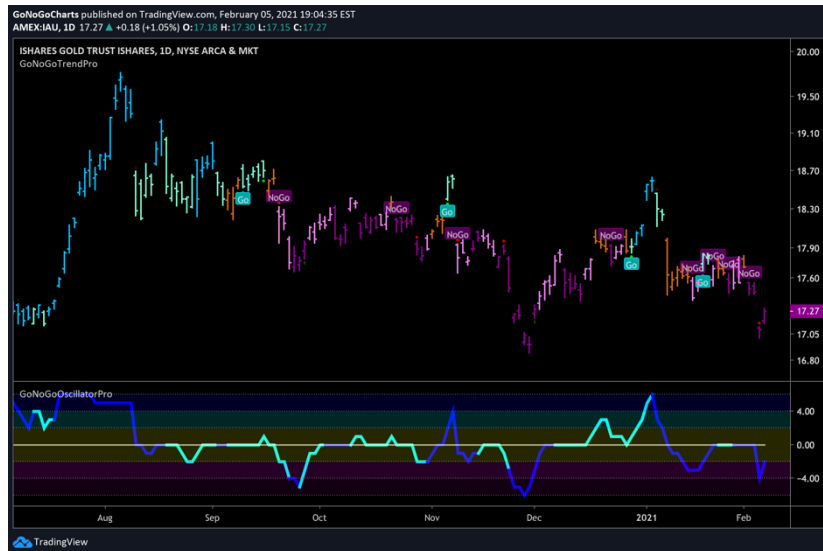 GoNoGoCharts published on TradingView.com, February 05, 2021 19:04:35 EST
AMEX:IAU, 1D 17.27 ▲ +0.18 (+1.05%) O:17.18 H:17.30 L:17.15 C:17.27
ISHARES GOLD TRUST ISHARES, 1D, NYSE ARCA & MKT
GoNoGoTrendPro
20.00
19.50
19.10
18.70
18.30
17.90
17.60
17.27
17.05
16.80
Go
NoGo
NoGo
Go
NoGo
NoGo
Go
NoGo
Go
NoGo
NoGo
NoGo
GoNoGoOscillatorPro
4.00
0.00
−4.00
Aug Sep Oct Nov Dec 2021 Feb
TradingView